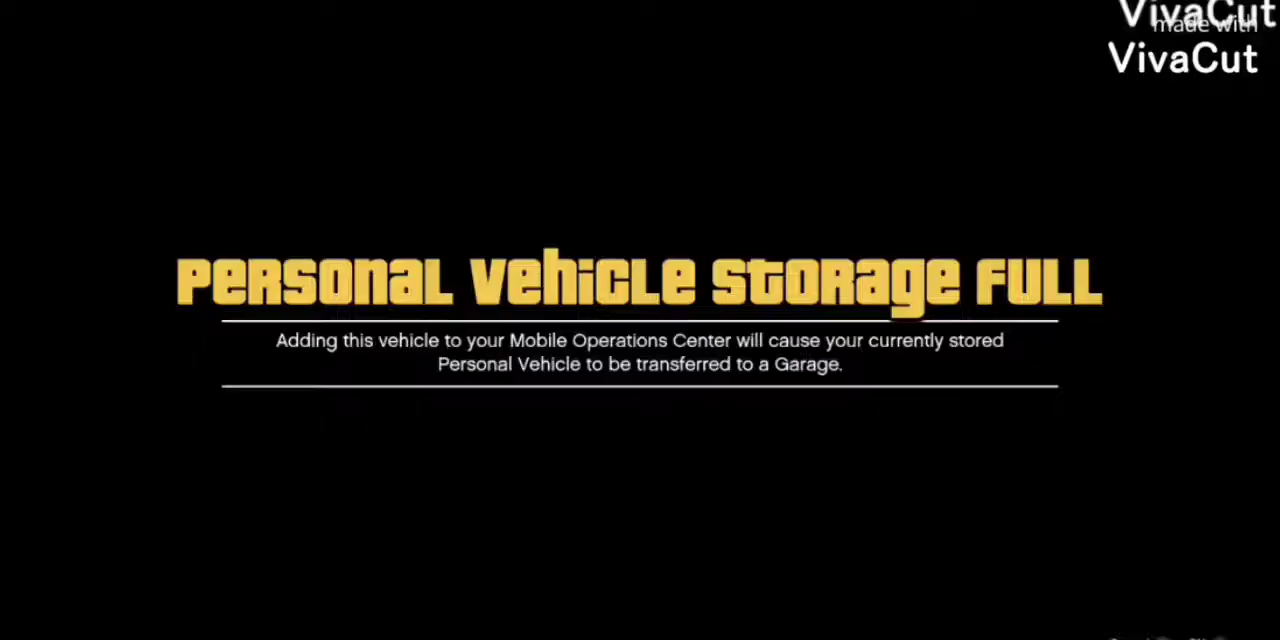 VivaCut
made with
VivaCut
Personal Vehicle Storage Full
Adding this vehicle to your Mobile Operations Center will cause your currently stored
Personal Vehicle to be transferred to a Garage.